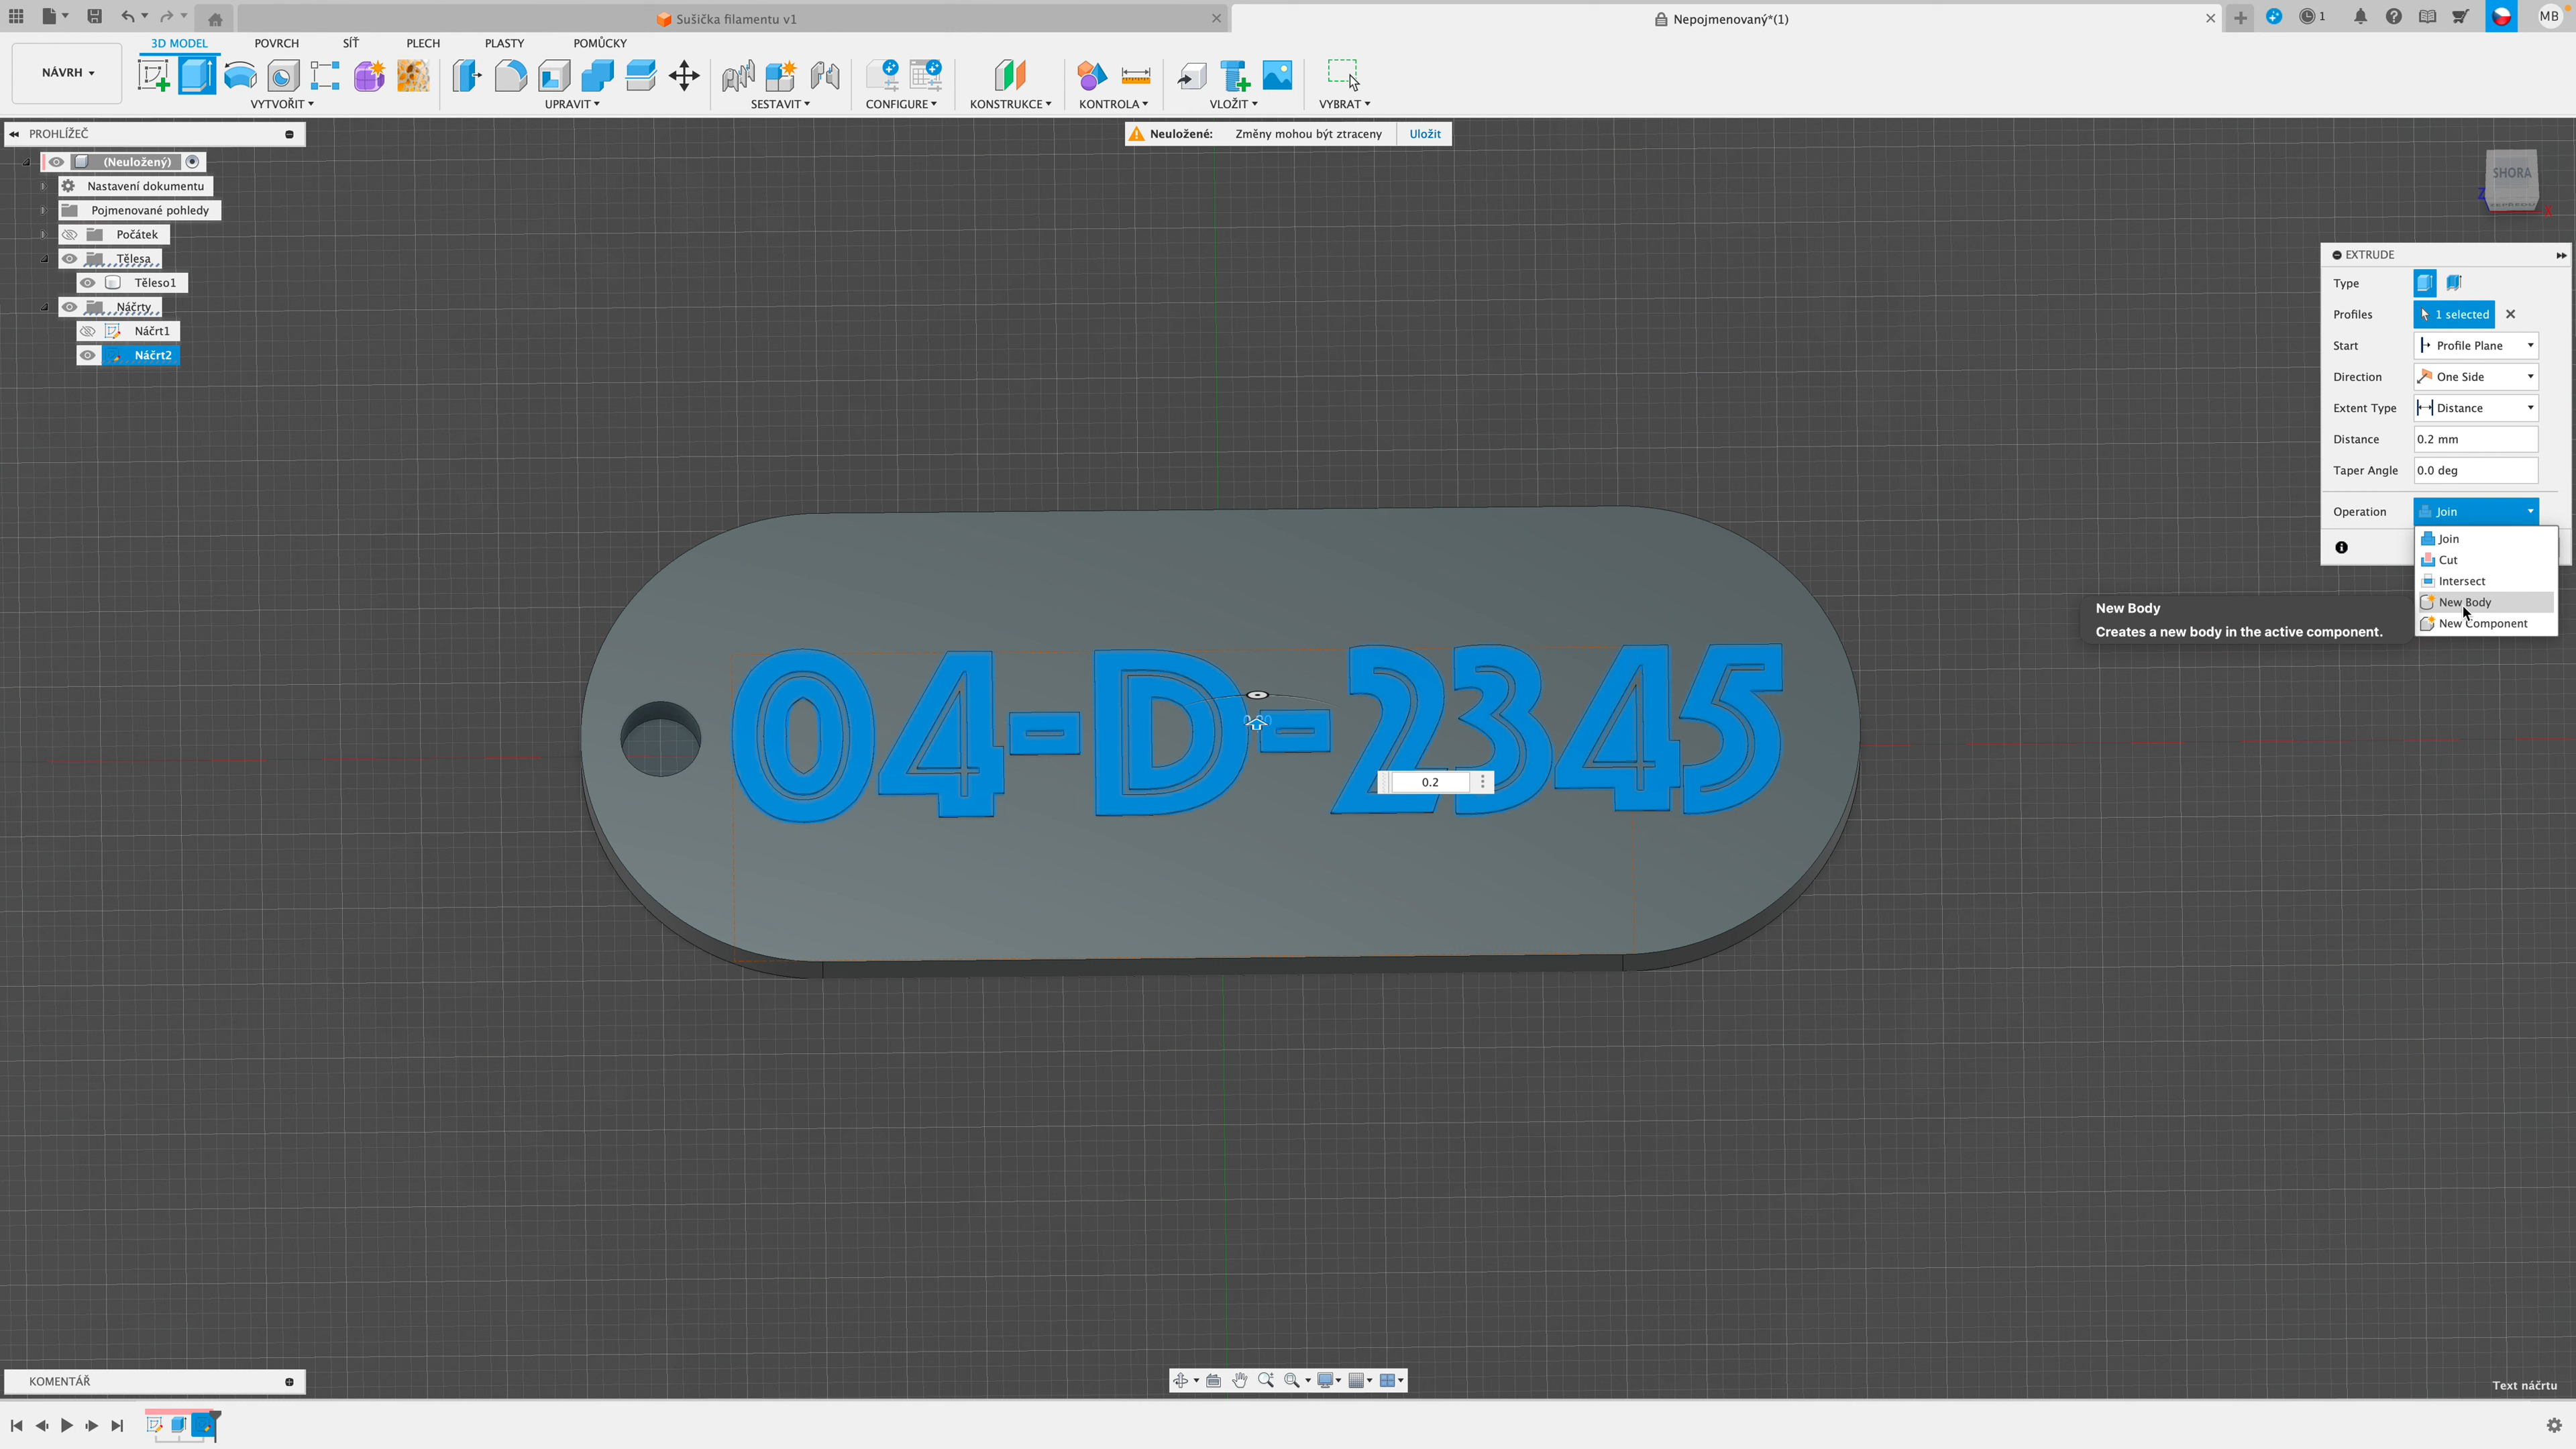 Sušička filamentu v1
Nepojmenovaný*(1)
1
MB
NÁVRH
3D MODEL
POVRCH
SÍŤ
PLECH
PLASTY
POMŮCKY
VYTVOŘIT
UPRAVIT
SESTAVIT
CONFIGURE
KONSTRUKCE
KONTROLA
VLOŽIT
VYBRAT
PROHLÍŽEČ
Neuložené: Změny mohou být ztraceny Uložit
(Neuložený)
Nastavení dokumentu
Pojmenované pohledy
Počátek
Tělesa
Těleso1
Náčrty
Náčrt1
Náčrt2
SHORA
Z
X
EXTRUDE
Type
Profiles 1 selected
Start Profile Plane
Direction One Side
Extent Type Distance
Distance 0.2 mm
Taper Angle 0.0 deg
Operation Join
Join
Cut
Intersect
New Body
New Component
New Body
Creates a new body in the active component.
04-D-2345
0.2
KOMENTÁŘ
Text náčrtu